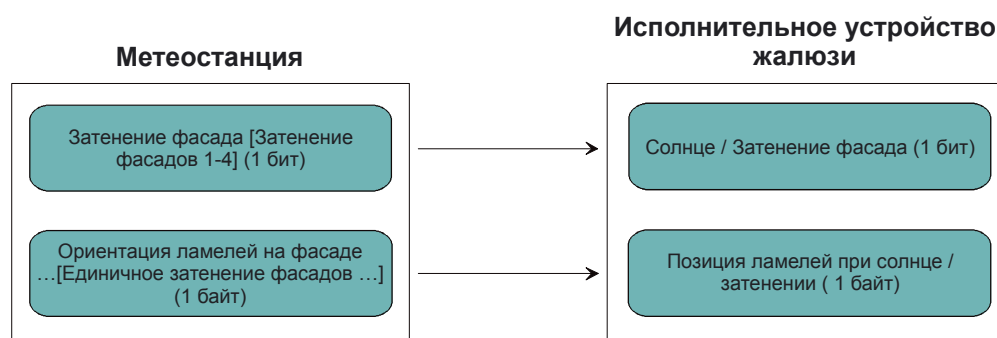 Метеостанция
Исполнительное устройство
жалюзи
Затенение фасада [Затенение
фасадов 1-4] (1 бит)
Солнце / Затенение фасада (1 бит)
Ориентация ламелей на фасаде
…[Единичное затенение фасадов …]
(1 байт)
Позиция ламелей при солнце /
затенении ( 1 байт)